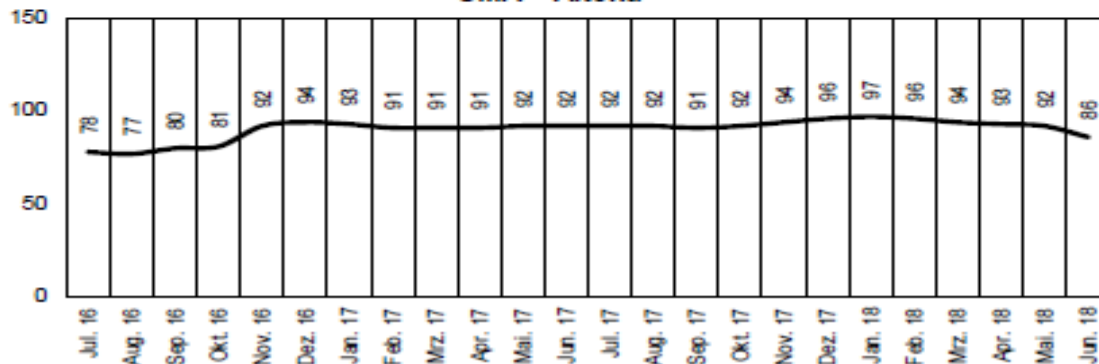 150
100
50
0
78 77 80 81 92 94 93 91 91 91 92 92 92 92 91 92 94 96 97 96 94 93 92 86
Jul. 16 Aug. 16 Sep. 16 Okt. 16 Nov. 16 Dez. 16 Jan. 17 Feb. 17 Mrz. 17 Apr. 17 Mai. 17 Jun. 17 Jul. 17 Aug. 17 Sep. 17 Okt. 17 Nov. 17 Dez. 17 Jan. 18 Feb. 18 Mrz. 18 Apr. 18 Mai. 18 Jun. 18